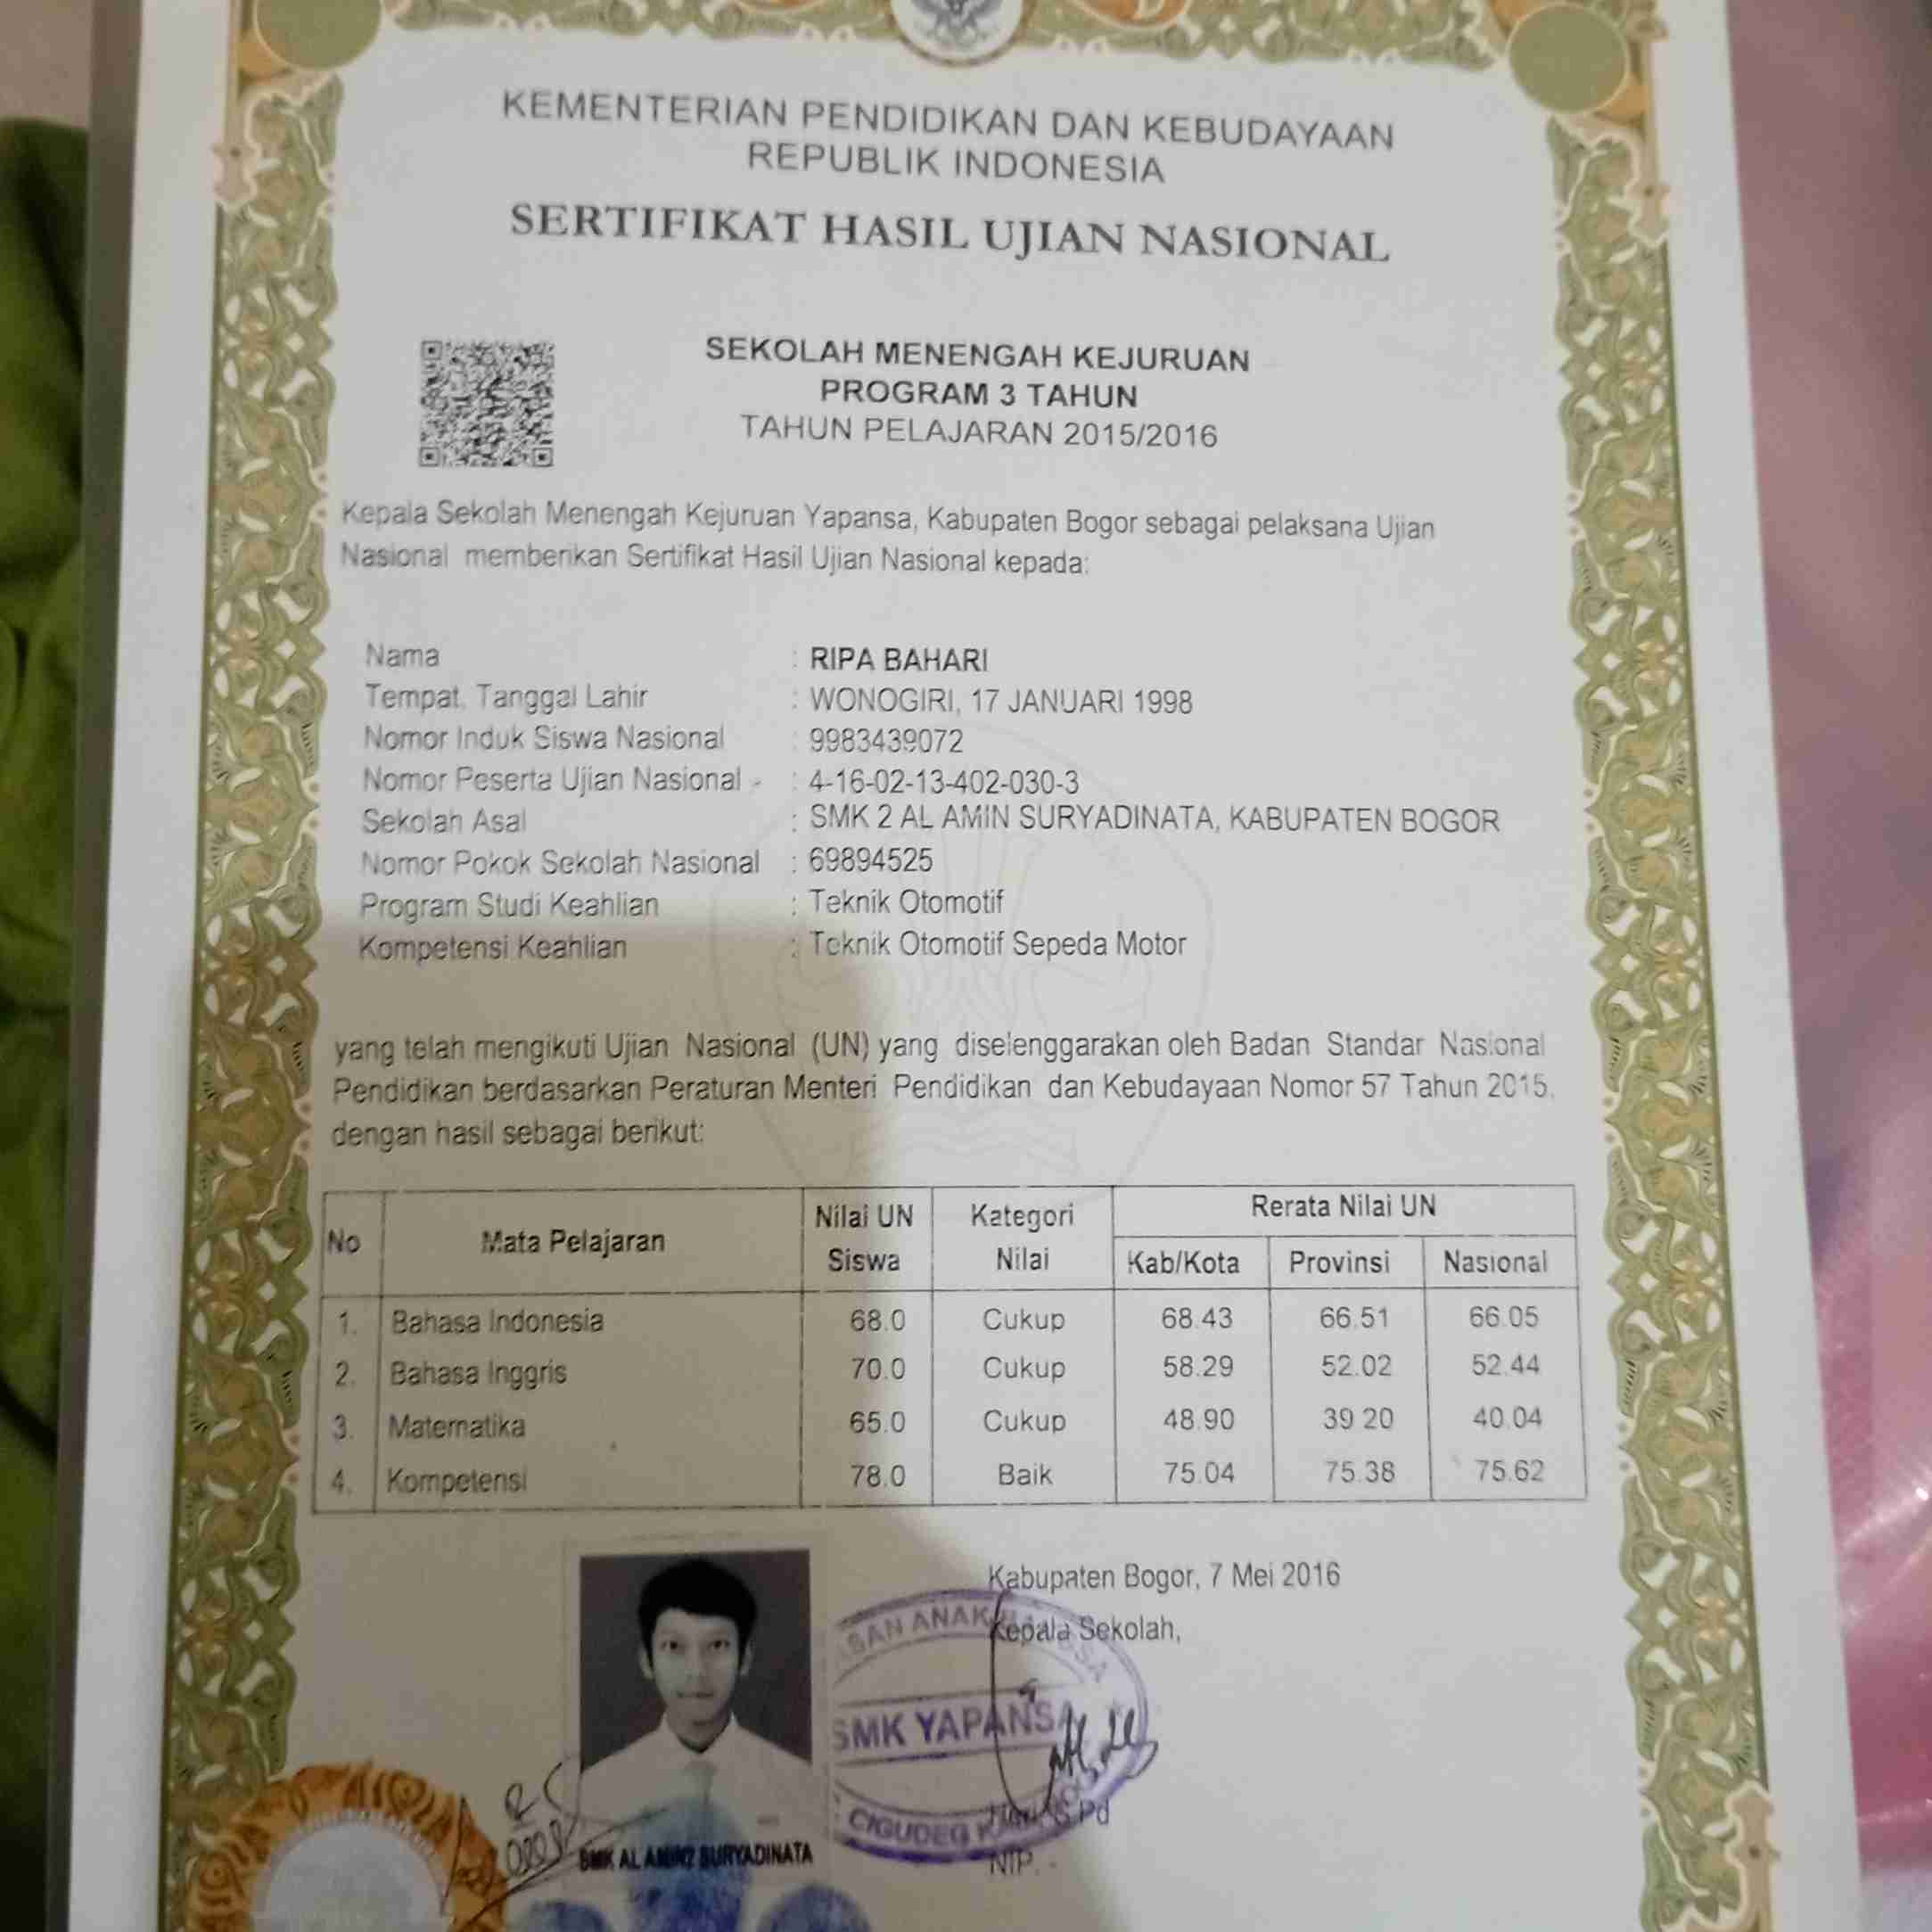 KEMENTERIAN PENDIDIKAN DAN KEBUDAYAAN
REPUBLIK INDONESIA
SERTIFIKAT HASIL UJIAN NASIONAL
SEKOLAH MENENGAH KEJURUAN
PROGRAM 3 TAHUN
TAHUN PELAJARAN 2015/2016
Kepala Sekolah Menengah Kejuruan Yapansa, Kabupaten Bogor sebagai pelaksana Ujian
Nasional memberikan Sertifikat Hasil Ujian Nasional kepada:
Nama : RIPA BAHARI
Tempat, Tanggal Lahir : WONOGIRI, 17 JANUARI 1998
Nomor Induk Siswa Nasional : 9983439072
Nomor Peserta Ujian Nasional : 4-16-02-13-402-030-3
Sekolah Asal : SMK 2 AL AMIN SURYADINATA, KABUPATEN BOGOR
Nomor Pokok Sekolah Nasional : 69894525
Program Studi Keahlian : Teknik Otomotif
Kompetensi Keahlian : Teknik Otomotif Sepeda Motor
yang telah mengikuti Ujian Nasional (UN) yang diselenggarakan oleh Badan Standar Nasional
Pendidikan berdasarkan Peraturan Menteri Pendidikan dan Kebudayaan Nomor 57 Tahun 2015,
dengan hasil sebagai berikut:
No Mata Pelajaran Nilai UN Siswa Kategori Nilai Rerata Nilai UN
Kab/Kota Provinsi Nasional
1. Bahasa Indonesia 68.0 Cukup 68.43 66.51 66.05
2. Bahasa Inggris 70.0 Cukup 58.29 52.02 52.44
3. Matematika 65.0 Cukup 48.90 39.20 40.04
4. Kompetensi 78.0 Baik 75.04 75.38 75.62
Kabupaten Bogor, 7 Mei 2016
Kepala Sekolah,
ANAK
SMK YAPANSA
CIGUDEG
S.Pd
NIP. -
SMK AL AMIN2 SURYADINATA